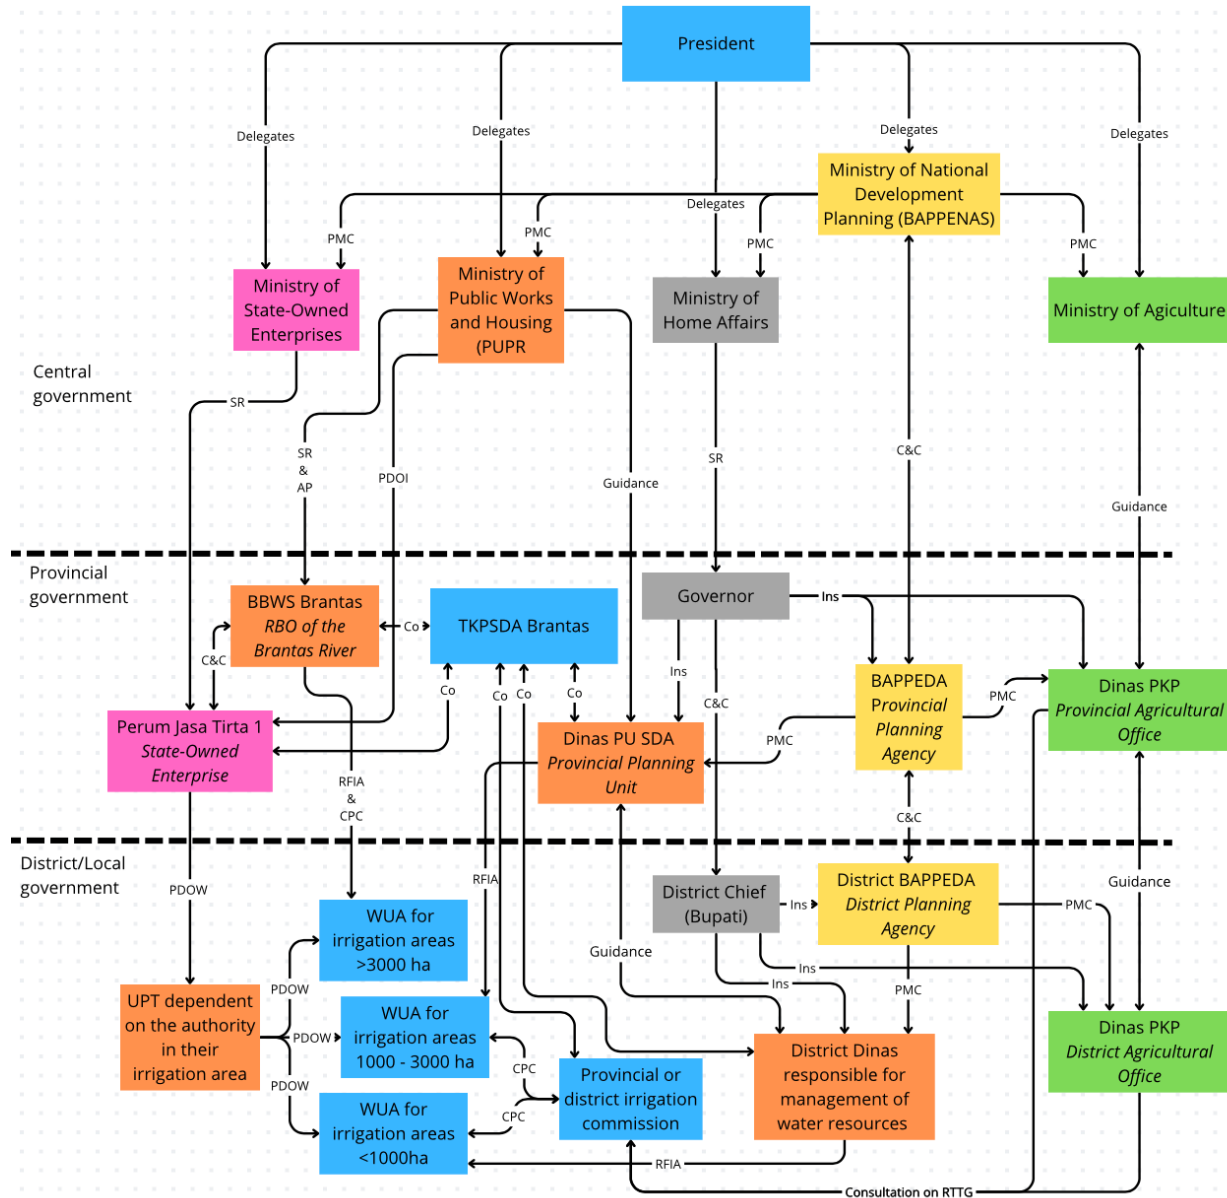 President
Delegates
Delegates
Delegates
Delegates
Delegates
Ministry of National
Development
Planning (BAPPENAS)
PMC
PMC
PMC
PMC
Ministry of
State-Owned
Enterprises
Ministry of
Public Works
and Housing
(PUPR
Ministry of
Home Affairs
Ministry of Agiculture
Central
government
SR
SR
&
AP
PDOI
Guidance
SR
C&C
Guidance
Provincial
government
BBWS Brantas
RBO of the
Brantas River
Co
TKPSDA Brantas
Governor
Ins
Ins
C&C
C&C
Co
Co
Co
Co
Perum Jasa Tirta 1
State-Owned
Enterprise
Dinas PU SDA
Provincial Planning
Unit
PMC
BAPPEDA
Provincial
Planning
Agency
PMC
Dinas PKP
Provincial Agricultural
Office
RFIA
&
CPC
C&C
District/Local
government
PDOW
RFIA
Guidance
District Chief
(Bupati)
Ins
District BAPPEDA
District Planning
Agency
PMC
Guidance
WUA for
irrigation areas
>3000 ha
Ins
Ins
PMC
UPT dependent
on the authority
in their
irrigation area
PDOW
PDOW
PDOW
WUA for
irrigation areas
1000 - 3000 ha
CPC
CPC
WUA for
irrigation areas
<1000ha
Provincial or
district irrigation
commission
District Dinas
responsible for
management of
water resources
Dinas PKP
District Agricultural
Office
RFIA
Consultation on RTTG